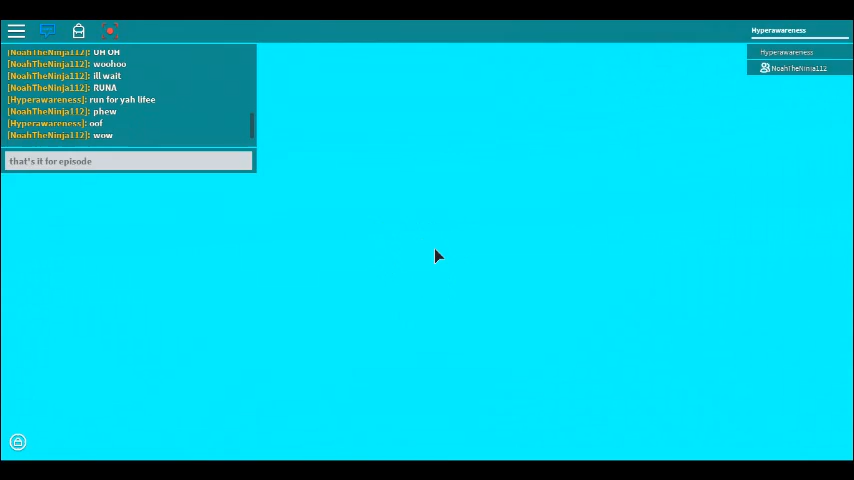 Hyperawareness
Hyperawareness
NoahTheNinja112
[NoahTheNinja112]: UH OH
[NoahTheNinja112]: woohoo
[NoahTheNinja112]: ill wait
[NoahTheNinja112]: RUNA
[Hyperawareness]: run for yah lifee
[NoahTheNinja112]: phew
[Hyperawareness]: oof
[NoahTheNinja112]: wow
that's it for episode